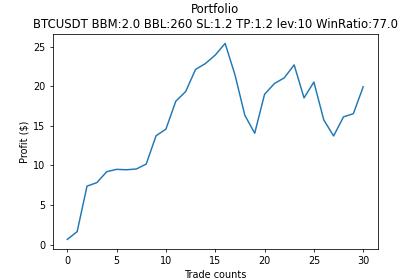 Portfolio
BTCUSDT BBM:2.0 BBL:260 SL:1.2 TP:1.2 lev:10 WinRatio:77.0
25
20
15
10
5
0
Profit ($)
0 5 10 15 20 25 30
Trade counts